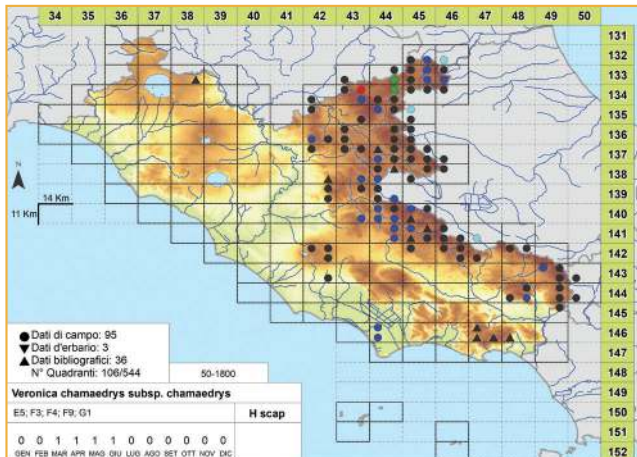 34 35 36 37 38 39 40 41 42 43 44 45 46 47 48 49 50
131
132
133
134
135
136
137
138
139
140
141
142
143
144
145
146
147
148
149
150
151
152
N
14 Km
11 Km
Dati di campo: 95
Dati d'erbario: 3
Dati bibliografici: 36
N° Quadranti: 106/544
50-1800
Veronica chamaedrys subsp. chamaedrys
E5; F3; F4; F9; G1
H scap
0 0 1 1 1 1 0 0 0 0 0 0
GEN FEB MAR APR MAG GIU LUG AGO SET OTT NOV DIC